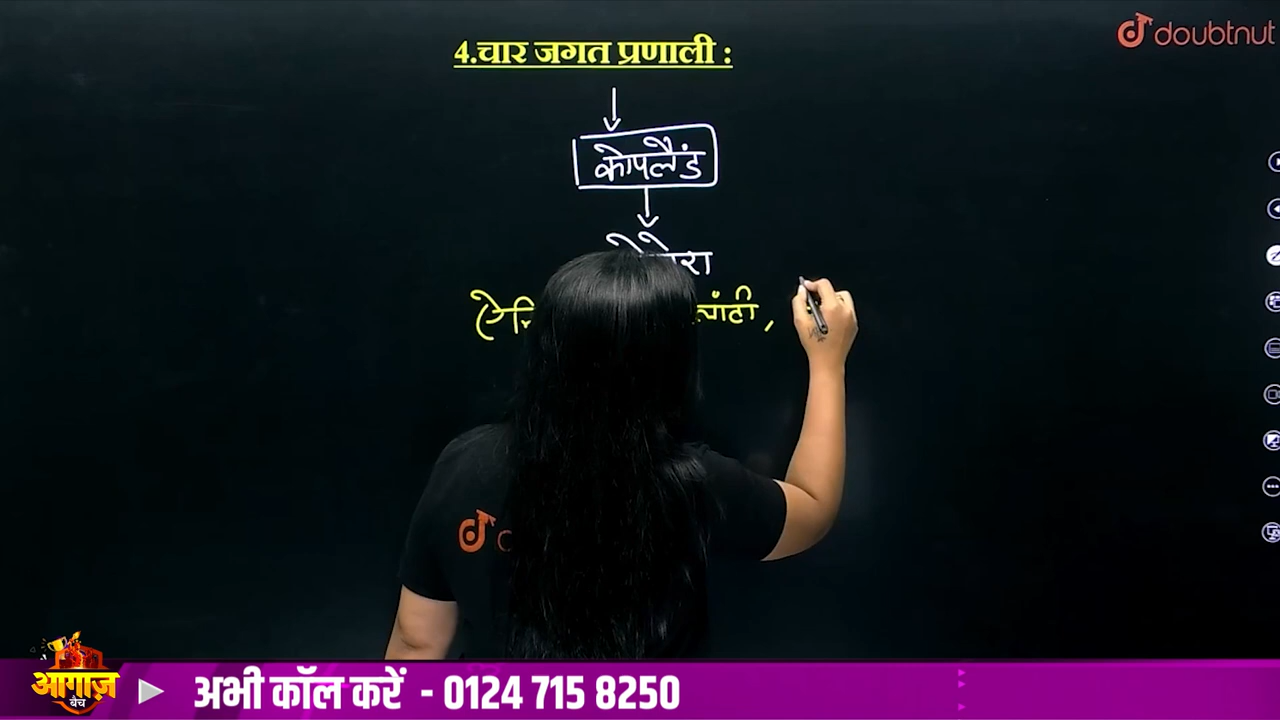 doubtnut
4.चार जगत प्रणाली :
कोपलैंड
आगाज़
बैच
अभी कॉल करें - 0124 715 8250